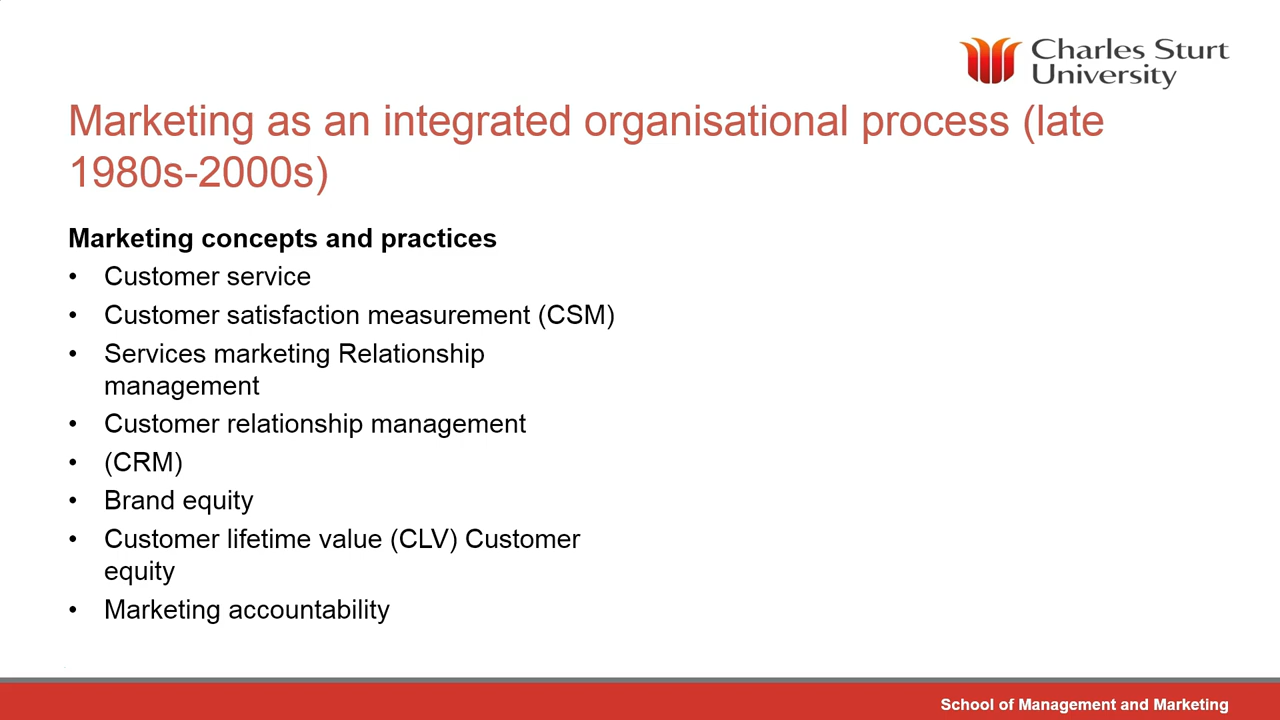 Charles Sturt
University
Marketing as an integrated organisational process (late
1980s-2000s)
Marketing concepts and practices
• Customer service
• Customer satisfaction measurement (CSM)
• Services marketing Relationship
management
• Customer relationship management
• (CRM)
• Brand equity
• Customer lifetime value (CLV) Customer
equity
• Marketing accountability
School of Management and Marketing